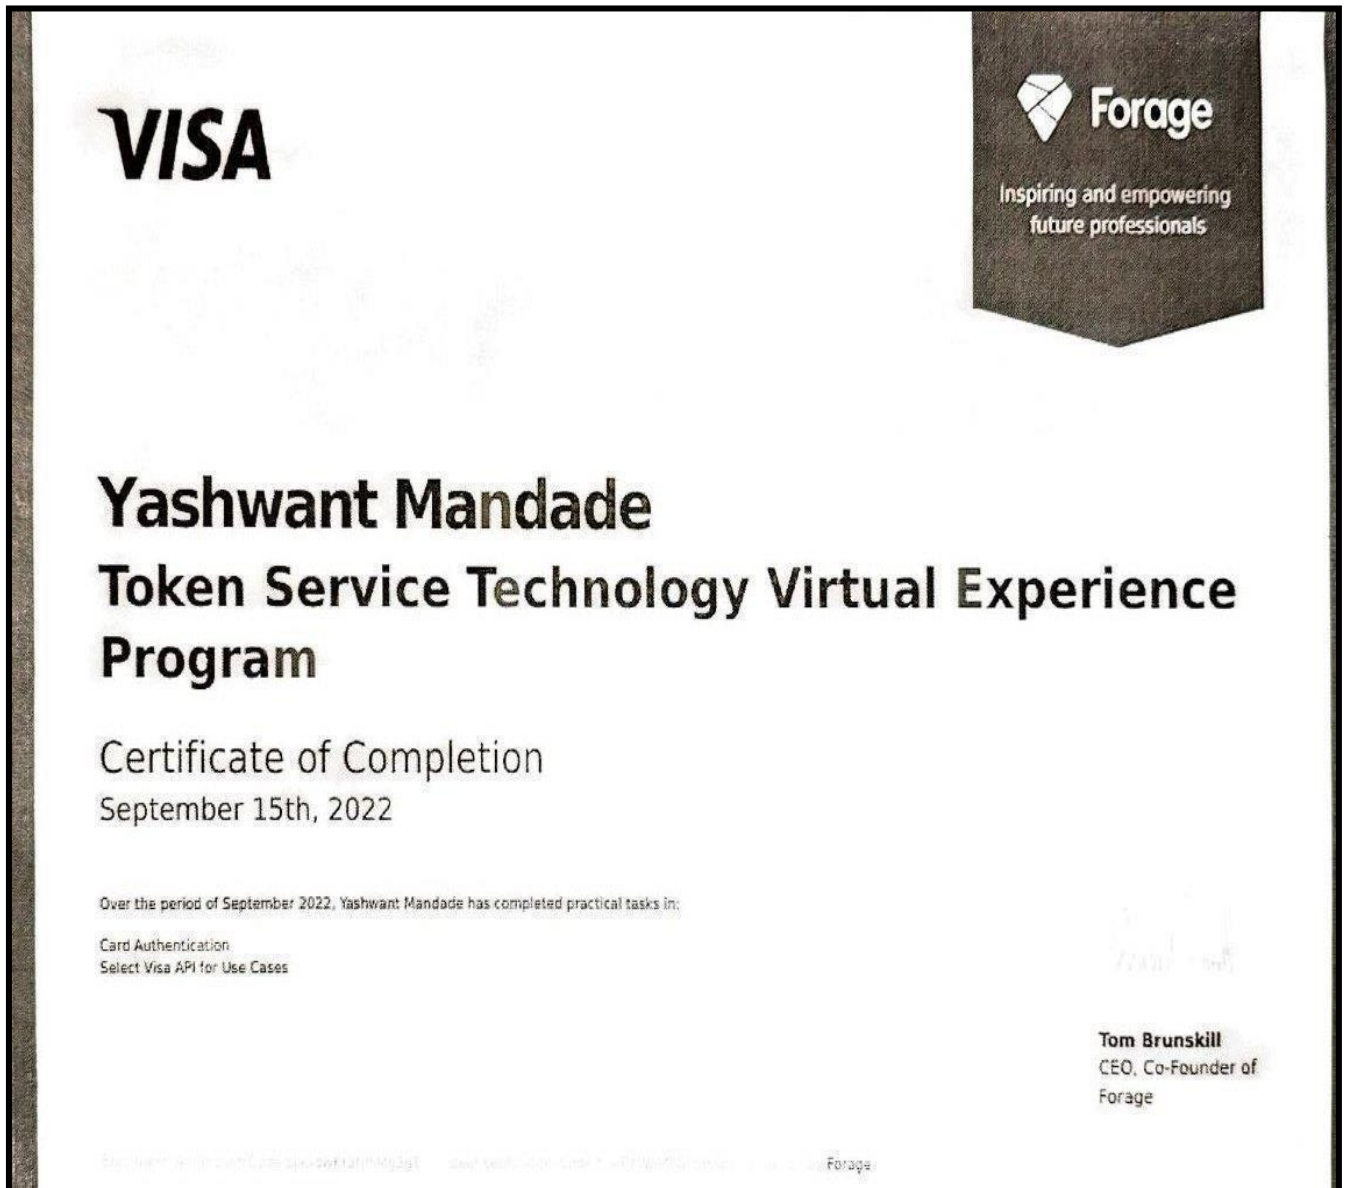 VISA
Forage
Inspiring and empowering
future professionals
Yashwant Mandade
Token Service Technology Virtual Experience
Program
Certificate of Completion
September 15th, 2022
Over the period of September 2022, Yashwant Mandade has completed practical tasks in:
Card Authentication
Select Visa API for Use Cases
Tom Brunskill
CEO, Co-Founder of
Forage
Forage